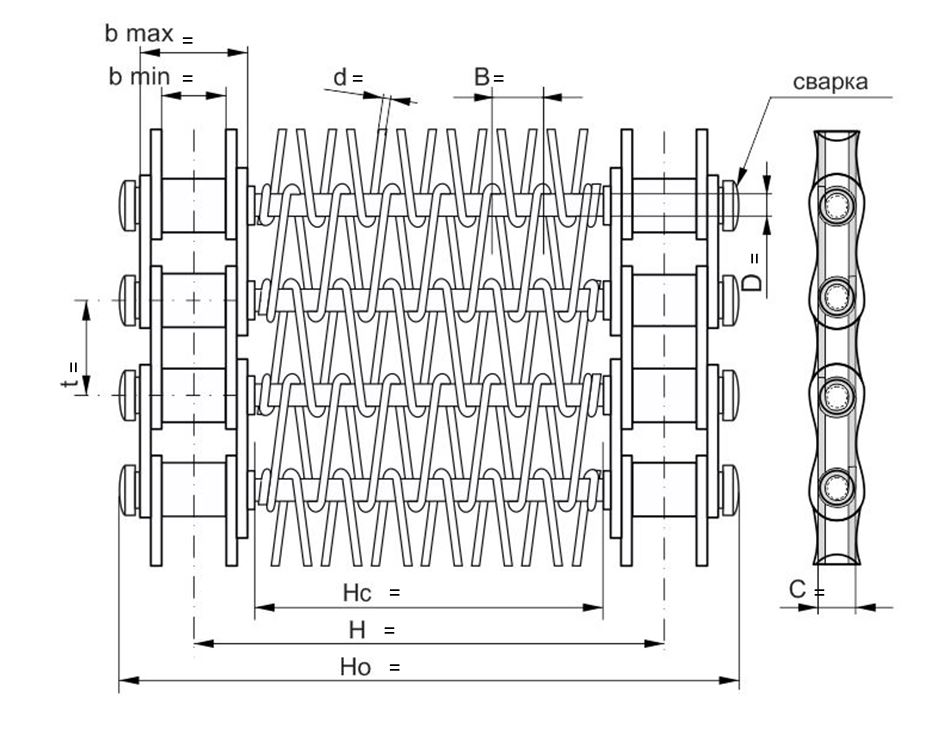 b max =
b min =
d =
B =
сварка
D =
t =
C =
Hc =
H =
Ho =